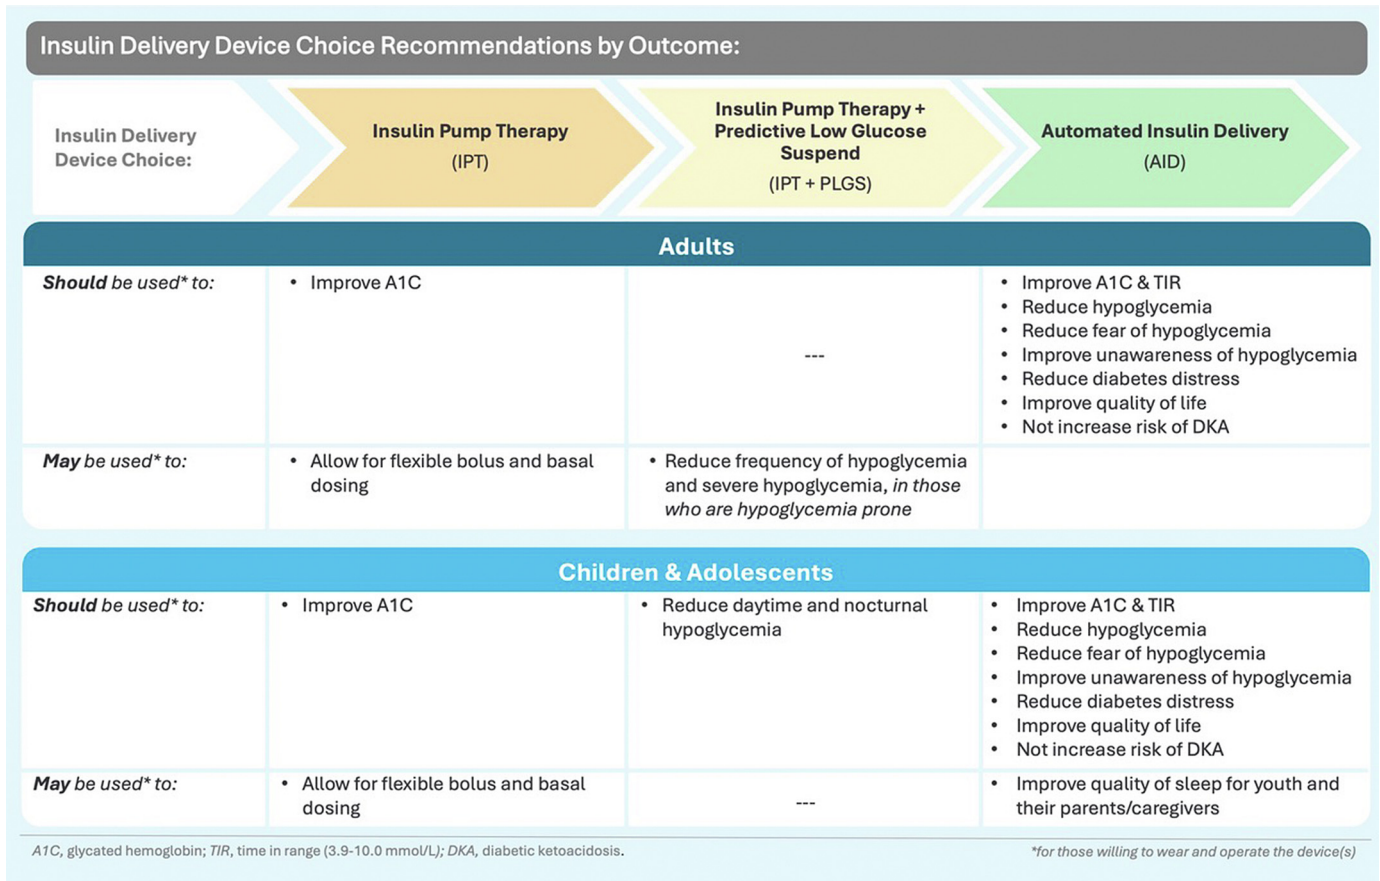 Insulin Delivery Device Choice Recommendations by Outcome:
Insulin Delivery
Device Choice:
Insulin Pump Therapy
(IPT)
Insulin Pump Therapy +
Predictive Low Glucose
Suspend
(IPT + PLGS)
Automated Insulin Delivery
(AID)
Adults
Should be used* to:
• Improve A1C
---
• Improve A1C & TIR
• Reduce hypoglycemia
• Reduce fear of hypoglycemia
• Improve unawareness of hypoglycemia
• Reduce diabetes distress
• Improve quality of life
• Not increase risk of DKA
May be used* to:
• Allow for flexible bolus and basal
dosing
• Reduce frequency of hypoglycemia
and severe hypoglycemia, in those
who are hypoglycemia prone
Children & Adolescents
Should be used* to:
• Improve A1C
• Reduce daytime and nocturnal
hypoglycemia
• Improve A1C & TIR
• Reduce hypoglycemia
• Reduce fear of hypoglycemia
• Improve unawareness of hypoglycemia
• Reduce diabetes distress
• Improve quality of life
• Not increase risk of DKA
May be used* to:
• Allow for flexible bolus and basal
dosing
---
• Improve quality of sleep for youth and
their parents/caregivers
A1C, glycated hemoglobin; TIR, time in range (3.9-10.0 mmol/L); DKA, diabetic ketoacidosis.
*for those willing to wear and operate the device(s)